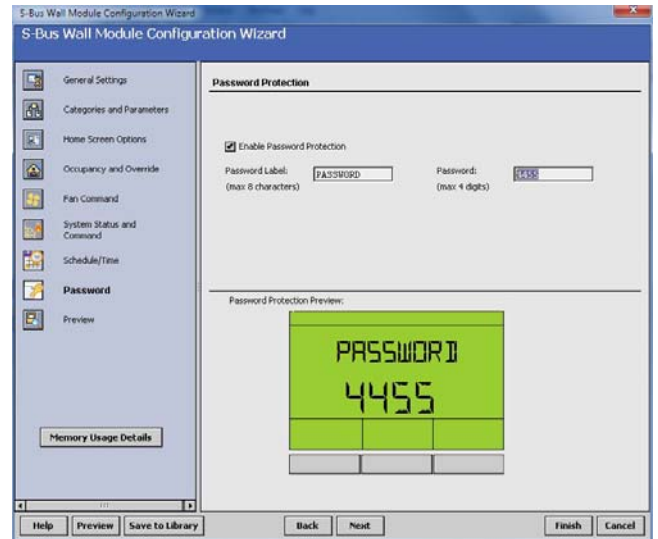 S-Bus Wall Module Configuration Wizard
S-Bus Wall Module Configuration Wizard
General Settings
Categories and Parameters
Home Screen Options
Occupancy and Override
Fan Command
System Status and
Command
Schedule/Time
Password
Preview
Memory Usage Details
Password Protection
Enable Password Protection
Password Label:
(max 8 characters)
PASSWORD
Password:
(max 4 digits)
4455
Password Protection Preview:
PASSWORD
4455
Help
Preview
Save to Library
Back
Next
Finish
Cancel